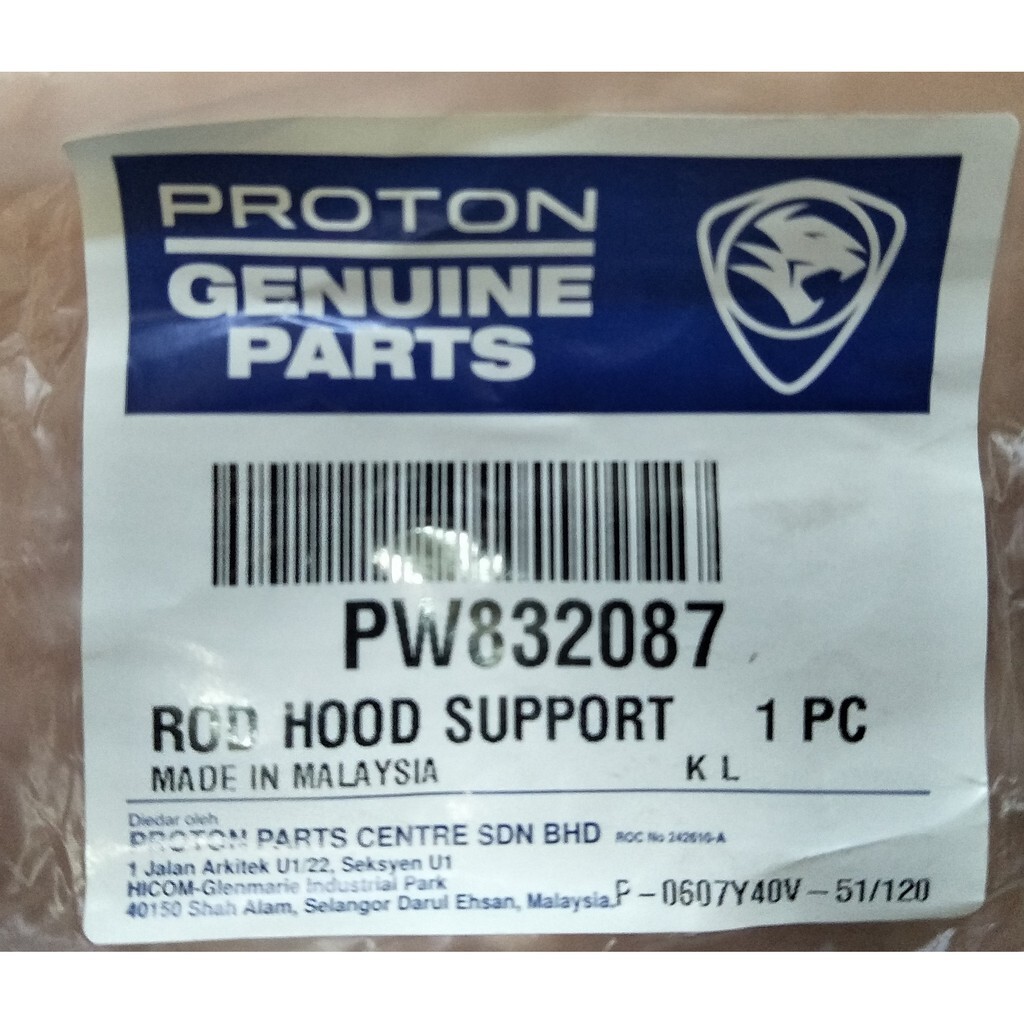 PROTON
GENUINE
PARTS
PW832087
ROD HOOD SUPPORT 1 PC
MADE IN MALAYSIA K L
Diedar oleh
PROTON PARTS CENTRE SDN BHD ROC No 242610-A
1 Jalan Arkitek U1/22, Seksyen U1
HICOM-Glenmarie Industrial Park
40150 Shah Alam, Selangor Darul Ehsan, Malaysia. P-0607Y40V-51/120